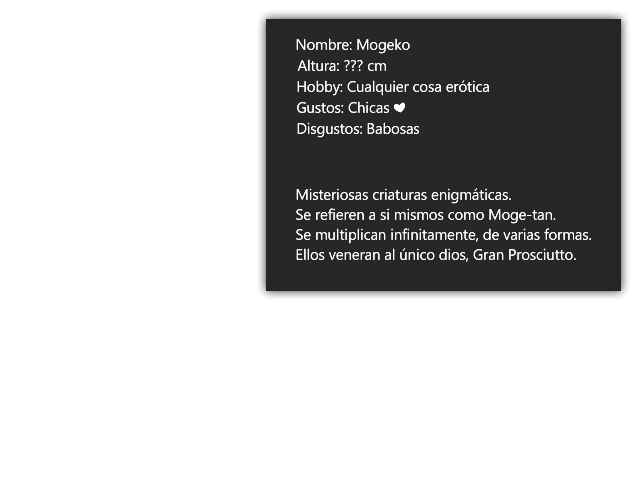 Nombre: Mogeko
Altura: ??? cm
Hobby: Cualquier cosa erótica
Gustos: Chicas ♥
Disgustos: Babosas
Misteriosas criaturas enigmáticas.
Se refieren a si mismos como Moge-tan.
Se multiplican infinitamente, de varias formas.
Ellos veneran al único dios, Gran Prosciutto.